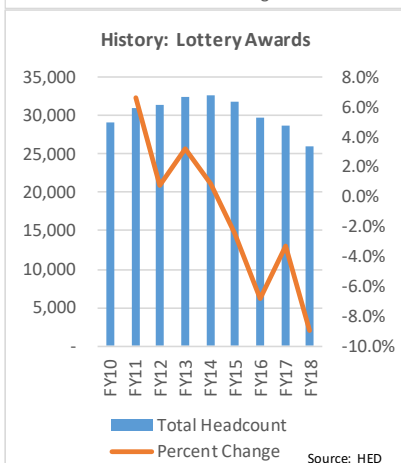 History: Lottery Awards
35,000
30,000
25,000
20,000
15,000
10,000
5,000
-
8.0%
6.0%
4.0%
2.0%
0.0%
-2.0%
-4.0%
-6.0%
-8.0%
-10.0%
FY10
FY11
FY12
FY13
FY14
FY15
FY16
FY17
FY18
Total Headcount
Percent Change
Source: HED